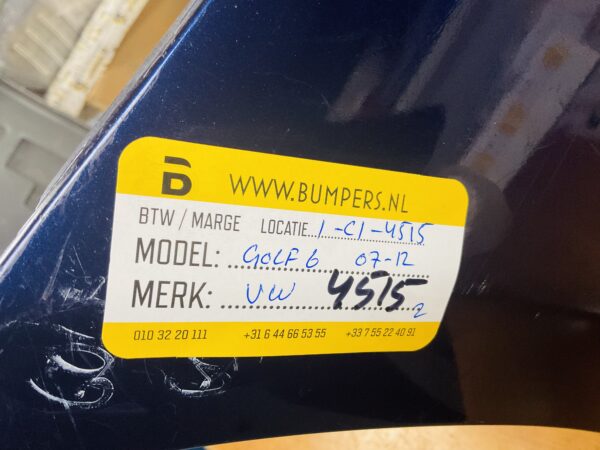 WWW.BUMPERS.NL
BTW / MARGE LOCATIE 1-C1-4515
MODEL: GOLF 6 07-12
MERK: VW 4515 2
010 32 20 111 +31 6 44 66 53 55 +33 7 55 22 40 91